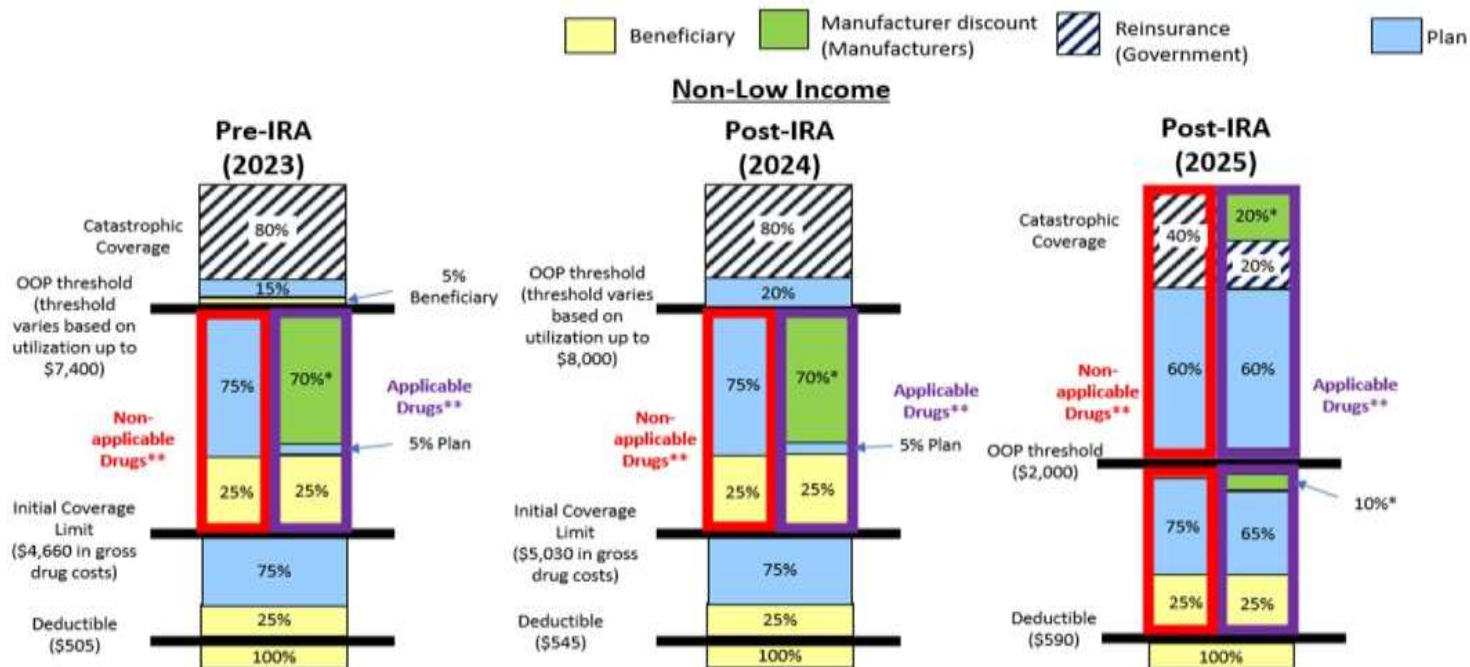 Beneficiary
Manufacturer discount
(Manufacturers)
Reinsurance
(Government)
Plan
Non-Low Income
Pre-IRA
(2023)
Catastrophic
Coverage
80%
15%
5%
Beneficiary
OOP threshold
(threshold
varies based on
utilization up to
$7,400)
75%
70%*
Applicable
Drugs**
Non-
applicable
Drugs**
5% Plan
25%
25%
Initial Coverage
Limit
($4,660 in gross
drug costs)
75%
25%
Deductible
($505)
100%
Post-IRA
(2024)
80%
20%
OOP threshold
(threshold varies
based on
utilization up to
$8,000)
75%
70%*
Applicable
Drugs**
Non-
applicable
Drugs**
5% Plan
25%
25%
Initial Coverage
Limit
($5,030 in gross
drug costs)
75%
25%
Deductible
($545)
100%
Post-IRA
(2025)
Catastrophic
Coverage
40%
20%*
20%
60%
60%
Non-
applicable
Drugs**
Applicable
Drugs**
OOP threshold
($2,000)
10%*
75%
65%
25%
25%
Deductible
($590)
100%